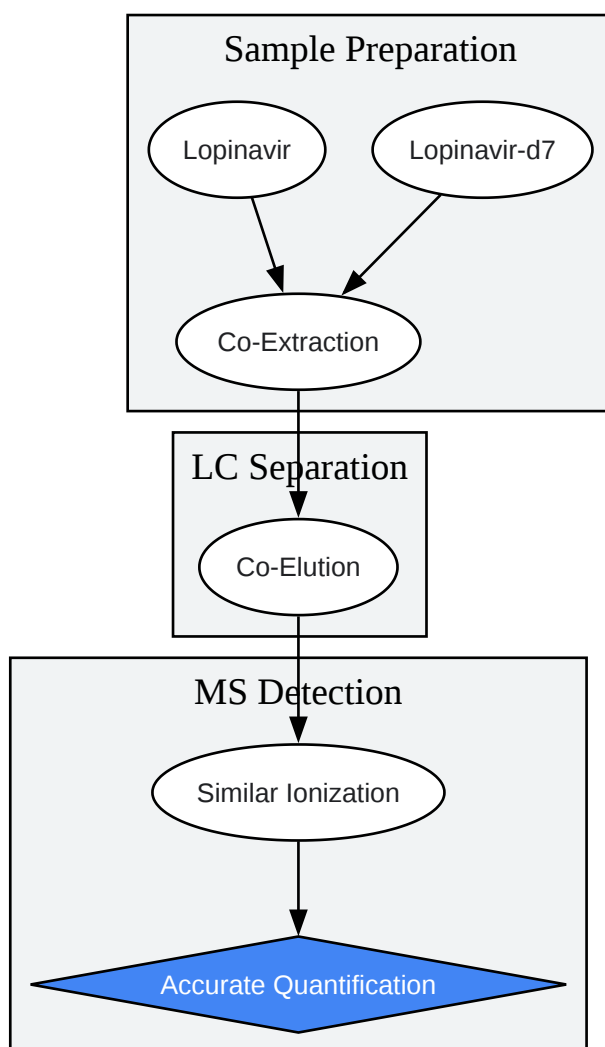 Sample Preparation
Lopinavir
Lopinavir-d7
Co-Extraction
LC Separation
Co-Elution
MS Detection
Similar Ionization
Accurate Quantification